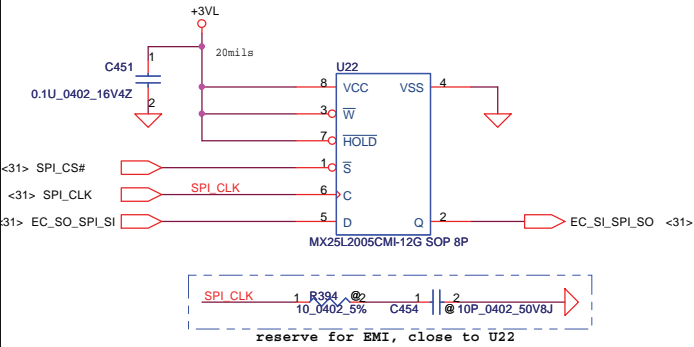 +3VL
20mils
1
C451
0.1U_0402_16V4Z
2
U22
8 VCC VSS 4
3 W
7 HOLD
<31> SPI_CS# 1 S
<31> SPI_CLK SPI_CLK 6 C
<31> EC_SO_SPI_SI 5 D Q 2 EC_SI_SPI_SO <31>
MX25L2005CMI-12G SOP 8P
SPI_CLK 1 R394 @ 2 1 2
10_0402_5% C454 @ 10P_0402_50V8J
reserve for EMI, close to U22